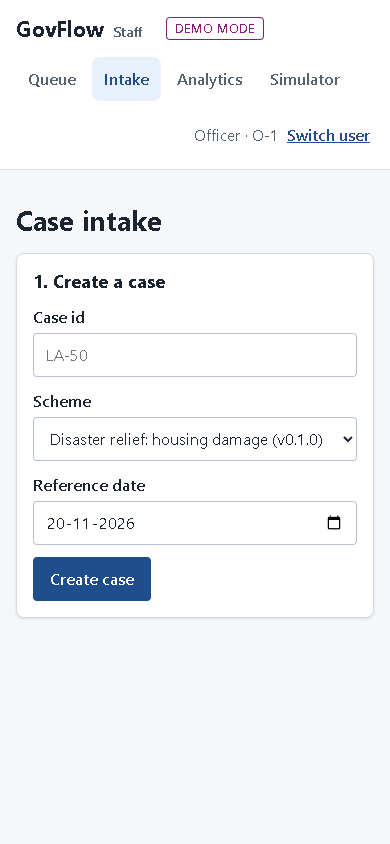 GovFlow Staff DEMO MODE
Queue Intake Analytics Simulator
Officer · O-1 Switch user
Case intake
1. Create a case
Case id
LA-50
Scheme
Disaster relief: housing damage (v0.1.0)
Reference date
20-11-2026
Create case